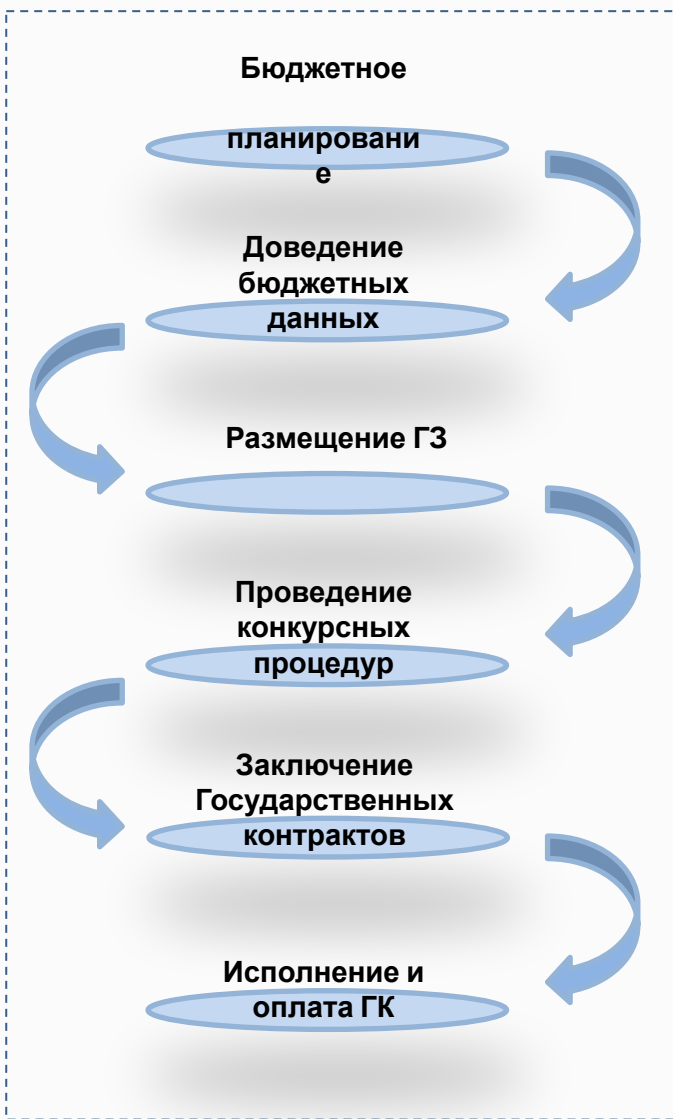 Бюджетное
планировани
е
Доведение
бюджетных
данных
Размещение ГЗ
Проведение
конкурсных
процедур
Заключение
Государственных
контрактов
Исполнение и
оплата ГК